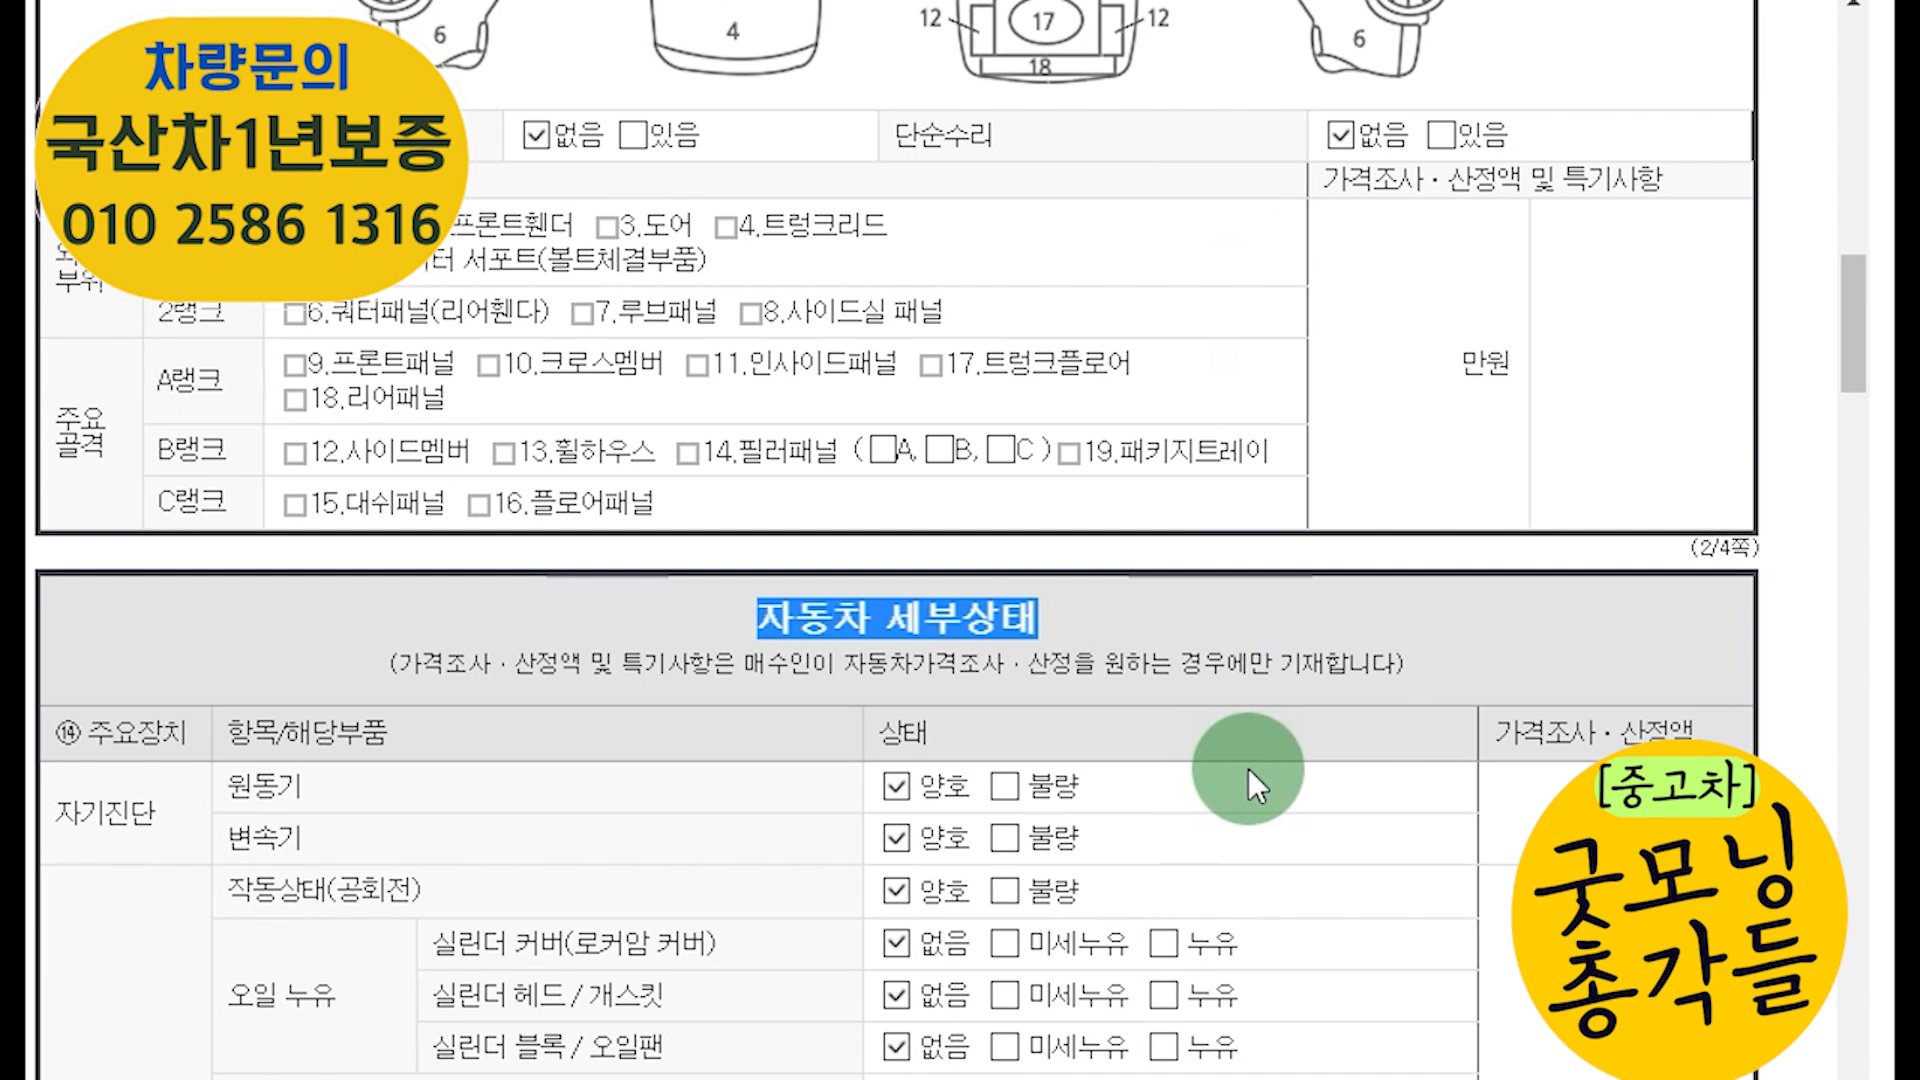 6
4
12
17
12
18
6
차량문의
국산차1년보증
010 2586 1316
☑없음 ☐있음
단순수리
☑없음 ☐있음
가격조사ㆍ산정액 및 특기사항
프론트휀더 ☐3.도어 ☐4.트렁크리드
터 서포트(볼트체결부품)
부위
2랭크
☐6.쿼터패널(리어휀다) ☐7.루브패널 ☐8.사이드실 패널
주요
골격
A랭크
☐9.프론트패널 ☐10.크로스멤버 ☐11.인사이드패널 ☐17.트렁크플로어
☐18.리어패널
만원
B랭크
☐12.사이드멤버 ☐13.휠하우스 ☐14.필러패널 (☐A, ☐B, ☐C) ☐19.패키지트레이
C랭크
☐15.대쉬패널 ☐16.플로어패널
(2/4쪽)
자동차 세부상태
(가격조사ㆍ산정액 및 특기사항은 매수인이 자동차가격조사ㆍ산정을 원하는 경우에만 기재합니다)
⑭ 주요장치
항목/해당부품
상태
가격조사ㆍ산정액
자기진단
원동기
☑ 양호 ☐ 불량
변속기
☑ 양호 ☐ 불량
작동상태(공회전)
☑ 양호 ☐ 불량
오일 누유
실린더 커버(로커암 커버)
☑ 없음 ☐ 미세누유 ☐ 누유
실린더 헤드 / 개스킷
☑ 없음 ☐ 미세누유 ☐ 누유
실린더 블록 / 오일팬
☑ 없음 ☐ 미세누유 ☐ 누유
[중고차]
굿모닝
총각들